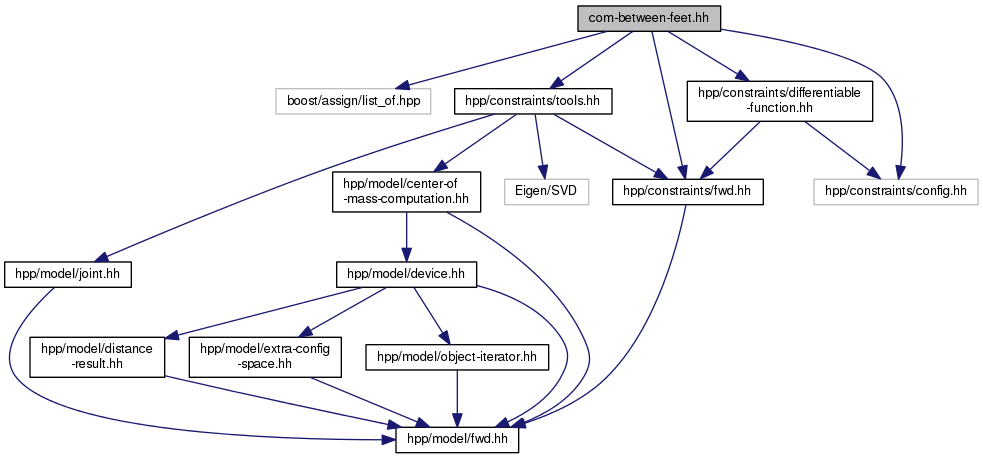 com-between-feet.hh
boost/assign/list_of.hpp
hpp/constraints/tools.hh
hpp/constraints/differentiable
-function.hh
hpp/model/center-of
-mass-computation.hh
Eigen/SVD
hpp/constraints/fwd.hh
hpp/constraints/config.hh
hpp/model/joint.hh
hpp/model/device.hh
hpp/model/distance
-result.hh
hpp/model/extra-config
-space.hh
hpp/model/object-iterator.hh
hpp/model/fwd.hh